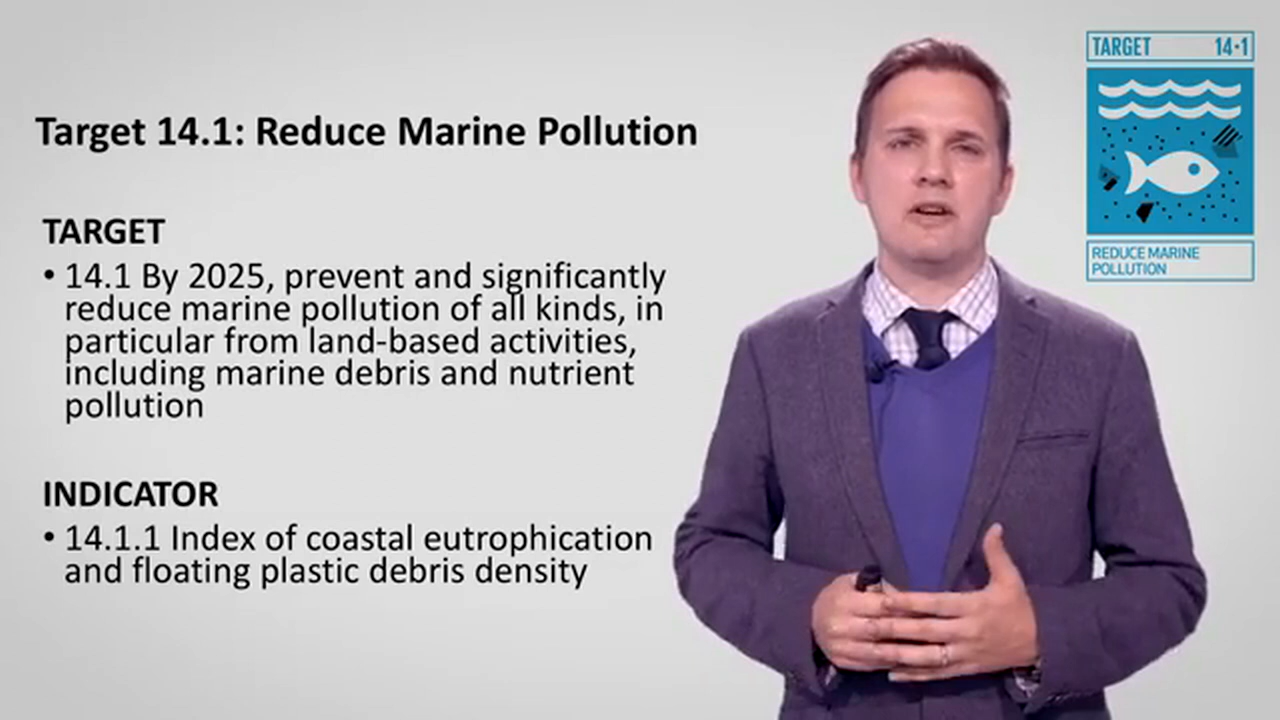 Target 14.1: Reduce Marine Pollution
TARGET
• 14.1 By 2025, prevent and significantly
reduce marine pollution of all kinds, in
particular from land-based activities,
including marine debris and nutrient
pollution
INDICATOR
• 14.1.1 Index of coastal eutrophication
and floating plastic debris density
TARGET 14·1
REDUCE MARINE
POLLUTION